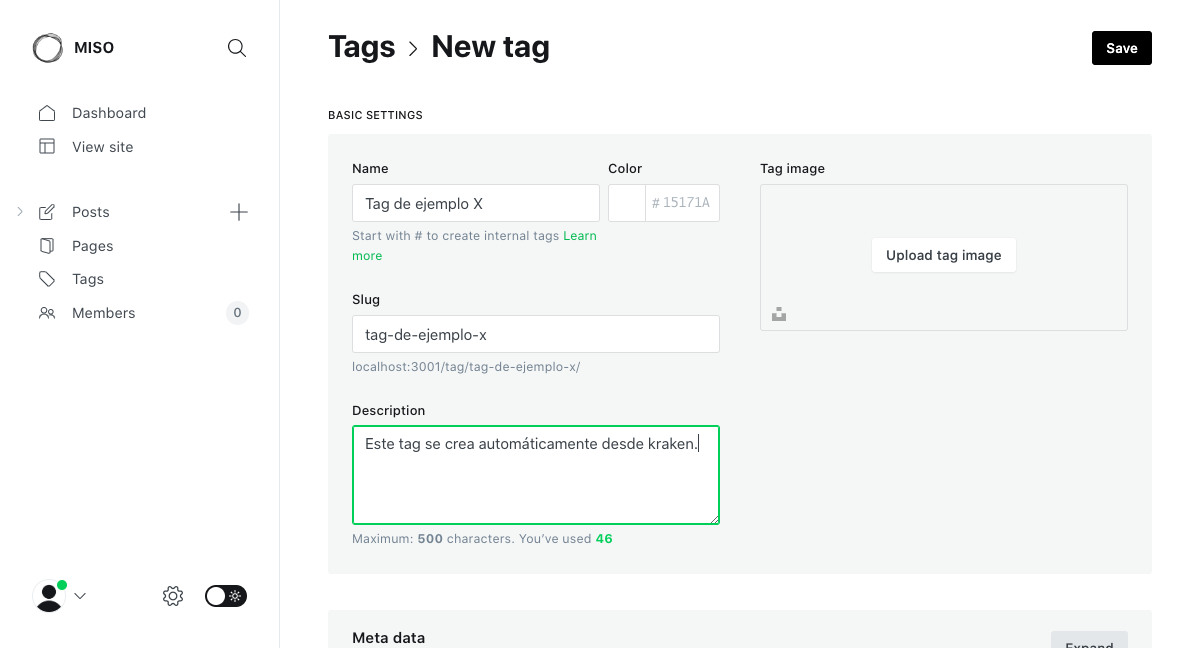 MISO
Dashboard
View site
Posts
Pages
Tags
Members
0
Tags > New tag
Save
BASIC SETTINGS
Name
Color
Tag image
Tag de ejemplo X
# 15171A
Start with # to create internal tags Learn
more
Upload tag image
Slug
tag-de-ejemplo-x
localhost:3001/tag/tag-de-ejemplo-x/
Description
Este tag se crea automáticamente desde kraken.
Maximum: 500 characters. You've used 46
Meta data
Expand